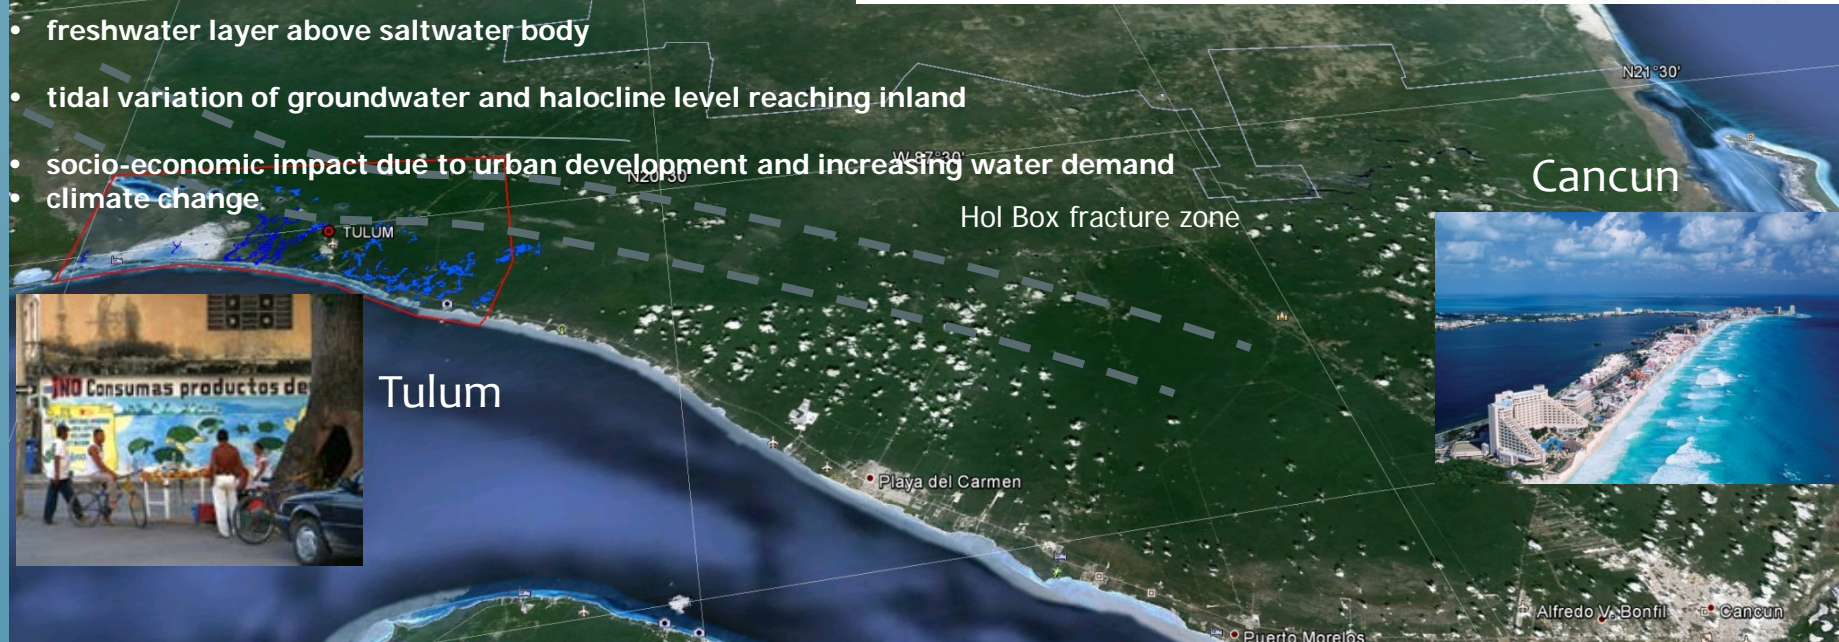 • freshwater layer above saltwater body
• tidal variation of groundwater and halocline level reaching inland
• socio-economic impact due to urban development and increasing water demand
• climate change
N21°30'
W 87°30'
N20°30'
Cancun
Hol Box fracture zone
TULUM
¡NO Consumas productos de
Tulum
Playa del Carmen
Alfredo V. Bonfil
Cancun
Puerto Morelos